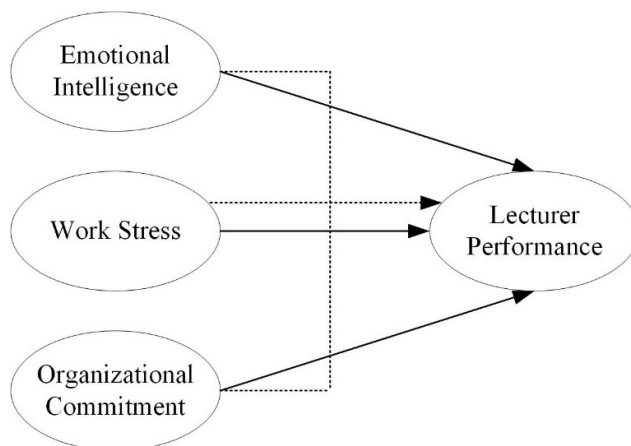 Emotional
Intelligence
Work Stress
Lecturer
Performance
Organizational
Commitment